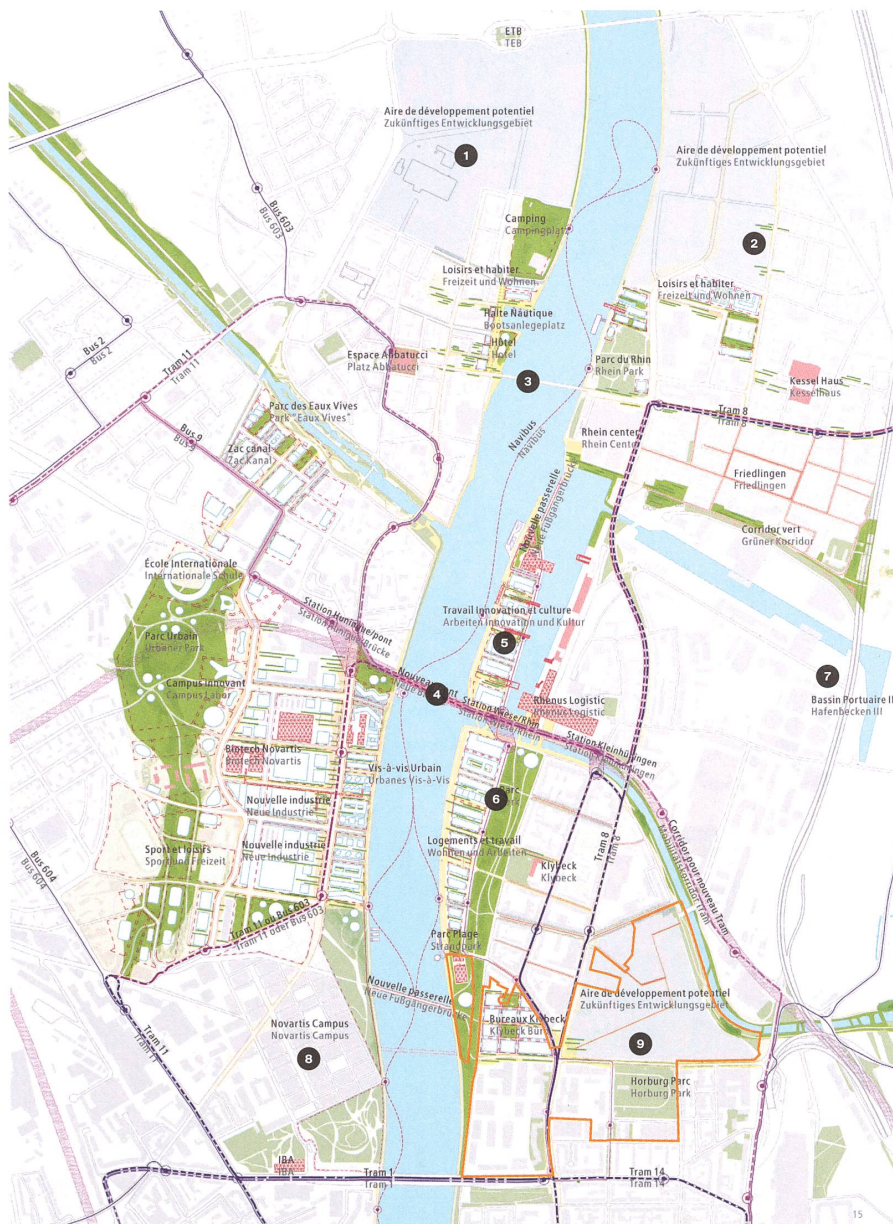 ETB
TEB
Aire de développement potentiel
Zukünftiges Entwicklungsgebiet
1
Aire de développement potentiel
Zukünftiges Entwicklungsgebiet
Bus 603
Bus 603
Camping
Campingplatz
2
Loisirs et habiter
Freizeit und Wohnen
Loisirs et habiter
Freizeit und Wohnen
Halte Nautique
Bootsanlegeplatz
Bus 2
Bus 2
Tram 11
Tram 11
Hôtel
Hotel
Espace Abbatucci
Platz Abbatucci
Parc du Rhin
Rhein Park
3
Kessel Haus
Kesselhaus
Parc des Eaux Vives
Park "Eaux Vives"
Tram 8
Tram 8
Bus 9
Bus 9
Navibus
Navibus
Rhein center
Rhein Center
Zac canal
Zac Kanal
Friedlingen
Friedlingen
Nouvelle passerelle
Neue Fußgängerbrücke
Corridor vert
Grüner Korridor
École Internationale
Internationale Schule
Station Huningue/pont
Station Huningue/Brücke
Travail Innovation et culture
Arbeiten Innovation und Kultur
Parc Urbain
Urbaner Park
5
7
Campus innovant
Campus Labor
Nouveau pont
4
Station Wiese/Rhin
Station Wiese/Rhein
Rhenus Logistic
Rhenus Logistic
Bassin Portuaire II
Hafenbecken III
Station Kleinhüningen
Station Kleinhüningen
Biotech Novartis
Biotech Novartis
Vis-à-vis Urbain
Urbanes Vis-à-Vis
6
Parc
Nouvelle industrie
Neue Industrie
Sport et loisirs
Sport und Freizeit
Nouvelle industrie
Neue Industrie
Logements et travail
Wohnen und Arbeiten
Tram 8
Tram 8
Corridor pour nouveau Tram
Mobilitätskorridor Tram
Bus 604
Bus 604
Klybeck
Klybeck
Tram 11 ou Bus 603
Tram 11 oder Bus 603
Parc Plage
Strandpark
Nouvelle passerelle
Neue Fußgängerbrücke
Aire de développement potentiel
Zukünftiges Entwicklungsgebiet
Tram 11
Tram 11
Novartis Campus
Novartis Campus
Bureaux Klybeck
Klybeck Büro
8
9
Horburg Parc
Horburg Park
IBA
IBA
Tram 1
Tram 1
Tram 14
Tram 14
15